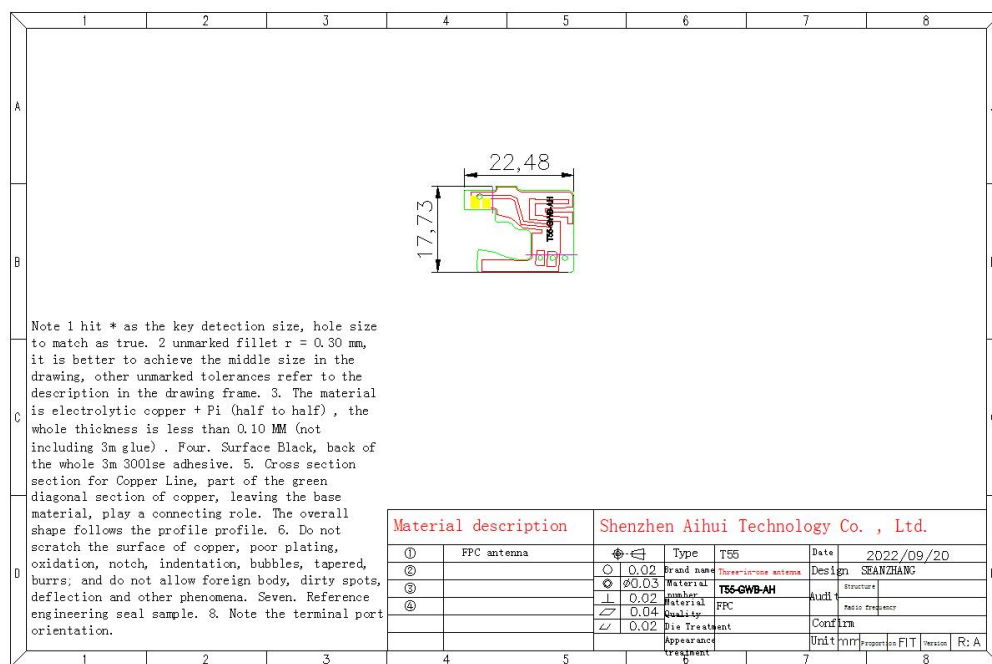 1 2 3 4 5 6 7 8
A
22,48
17,73
T55-GWB-AH
B
Note 1 hit * as the key detection size, hole size
to match as true. 2 unmarked fillet r = 0.30 mm,
it is better to achieve the middle size in the
drawing, other unmarked tolerances refer to the
description in the drawing frame. 3. The material
is electrolytic copper + Pi (half to half) , the
whole thickness is less than 0.10 MM (not
including 3m glue) . Four. Surface Black, back of
the whole 3m 300lse adhesive. 5. Cross section
section for Copper Line, part of the green
diagonal section of copper, leaving the base
material, play a connecting role. The overall
shape follows the profile profile. 6. Do not
scratch the surface of copper, poor plating,
oxidation, notch, indentation, bubbles, tapered,
burrs; and do not allow foreign body, dirty spots,
deflection and other phenomena. Seven. Reference
engineering seal sample. 8. Note the terminal port
orientation.
C
D
Material description
Shenzhen Aihui Technology Co. , Ltd.
① FPC antenna
②
③
④
Type T55
Date 2022/09/20
0.02 Brand name Three-in-one antenna
Design SEANZHANG
Ø0.03 Material number T55-GWB-AH
Audit Structure
0.02 Material Quality FPC
Radio frequency
0.04
0.02 Die Treatment
Confirm
Appearance treatment
Unit mm Proportion FIT Version R:A
1 2 3 4 5 6 7 8